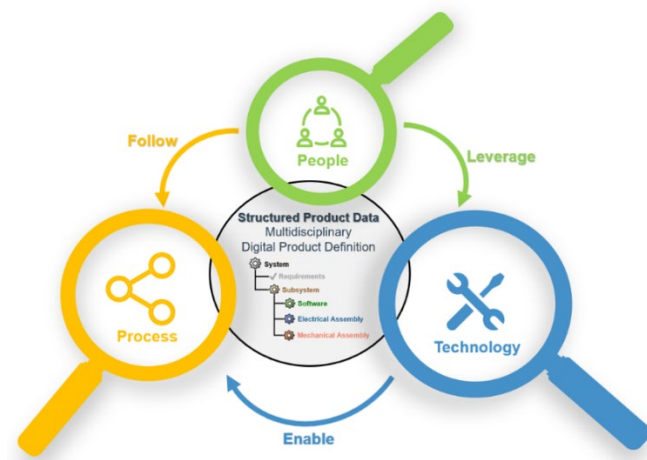 People
Follow
Leverage
Structured Product Data
Multidisciplinary
Digital Product Definition
System
Requirements
Subsystem
Software
Electrical Assembly
Mechanical Assembly
Process
Technology
Enable